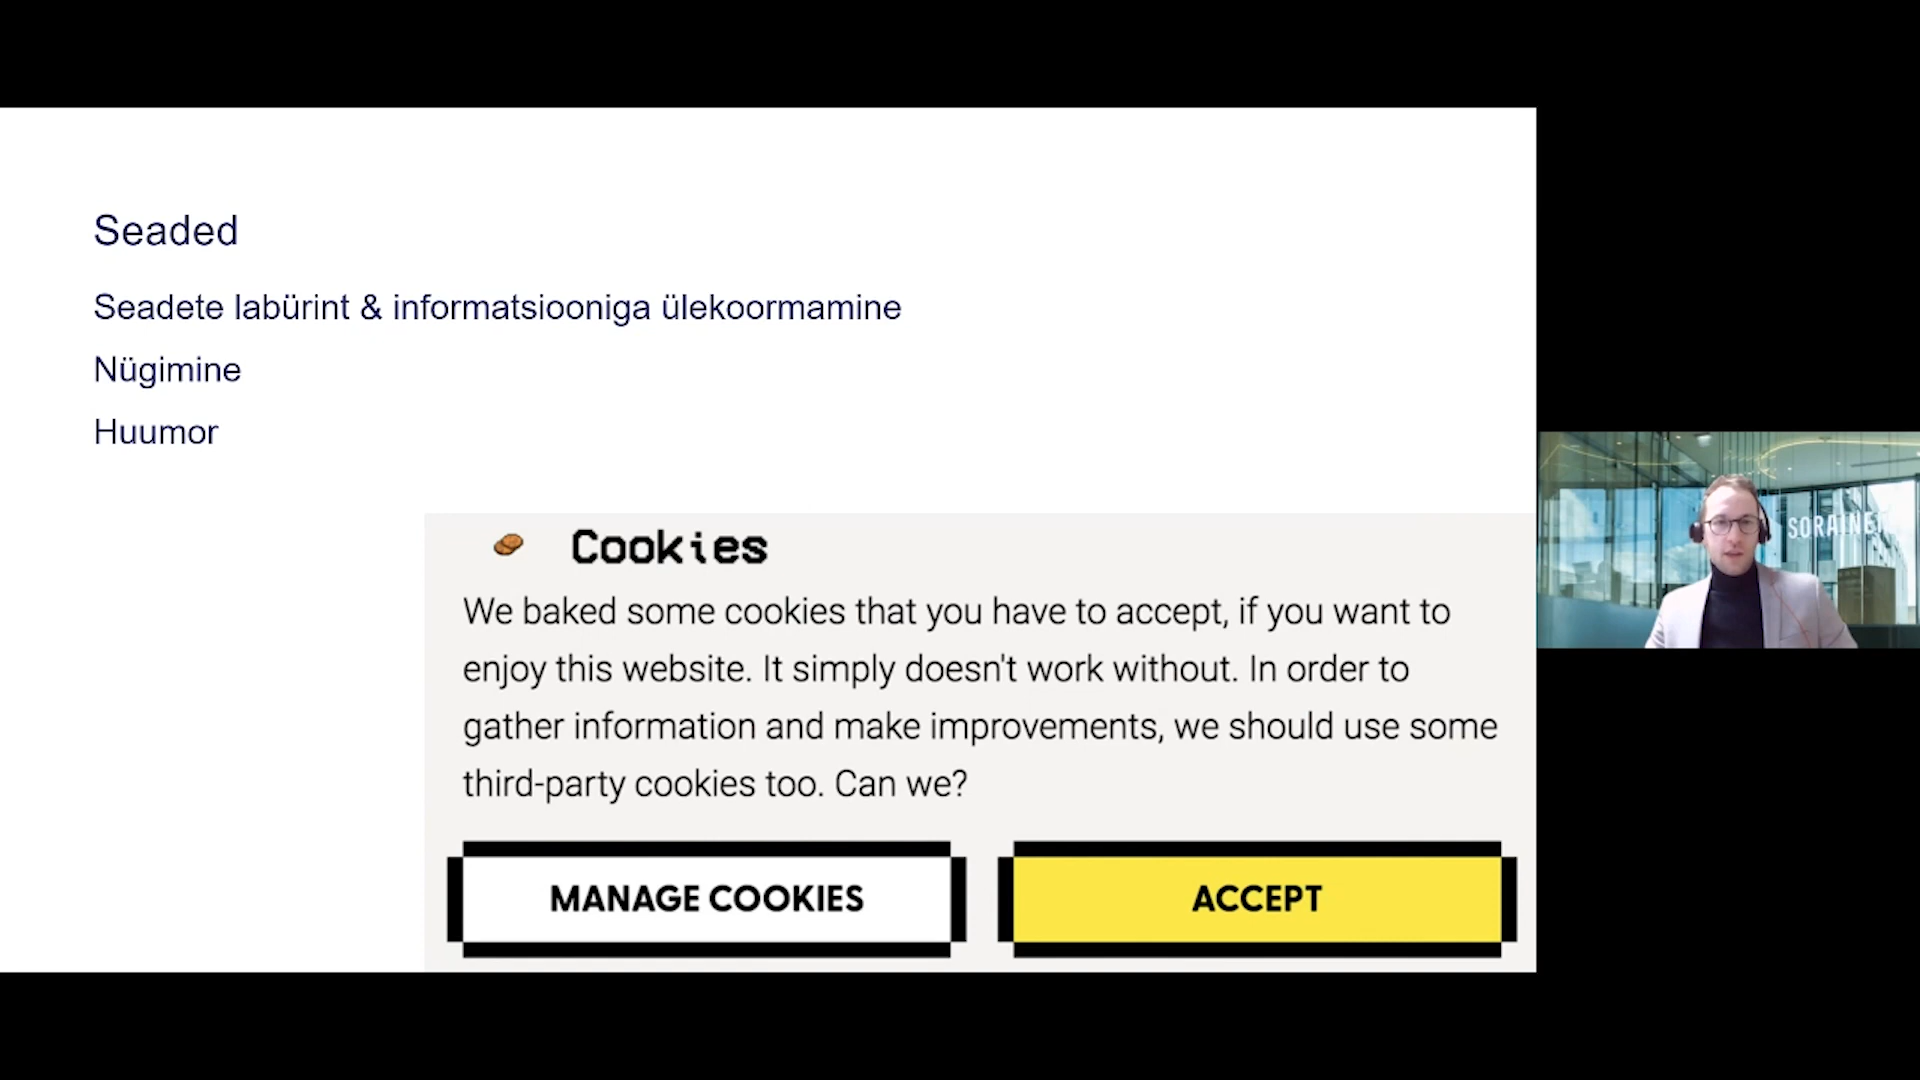 Seaded
Seadete labürint & informatsiooniga ülekoormamine
Nügimine
Huumor
Cookies
We baked some cookies that you have to accept, if you want to
enjoy this website. It simply doesn't work without. In order to
gather information and make improvements, we should use some
third-party cookies too. Can we?
MANAGE COOKIES
ACCEPT
SORAINEN